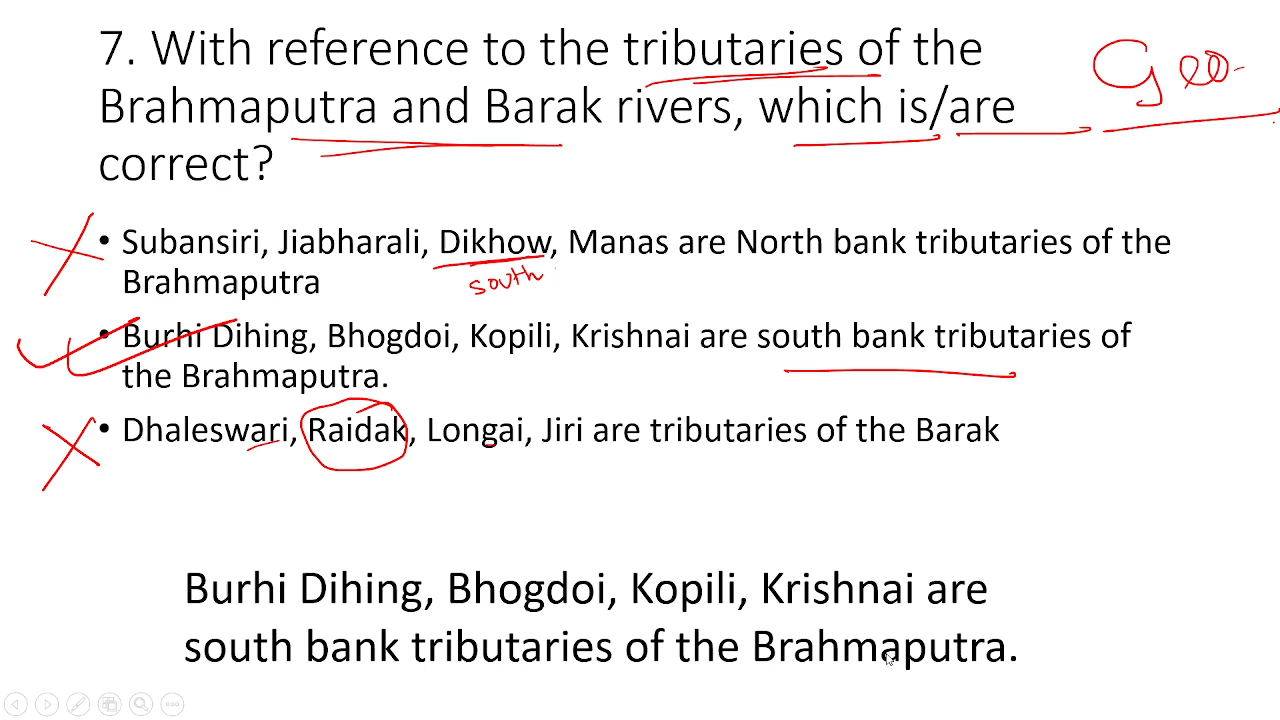 7. With reference to the tributaries of the
Geo.
Brahmaputra and Barak rivers, which is/are
correct?
• Subansiri, Jiabharali, Dikhow, Manas are North bank tributaries of the
south
Brahmaputra
• Burhi Dihing, Bhogdoi, Kopili, Krishnai are south bank tributaries of
the Brahmaputra.
• Dhaleswari, Raidak, Longai, Jiri are tributaries of the Barak
Burhi Dihing, Bhogdoi, Kopili, Krishnai are
south bank tributaries of the Brahmaputra.